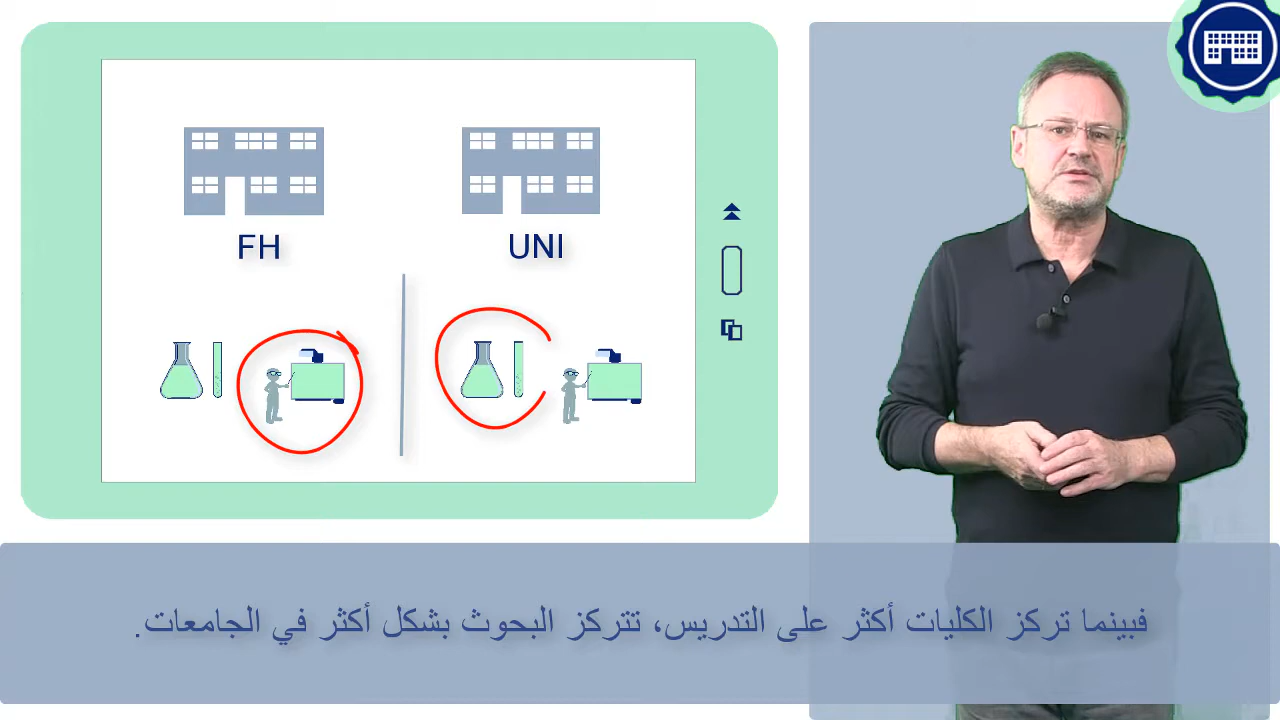 FH
UNI
فبينما تركز الكليات أكثر على التدريس، تتركز البحوث بشكل أكثر في الجامعات.